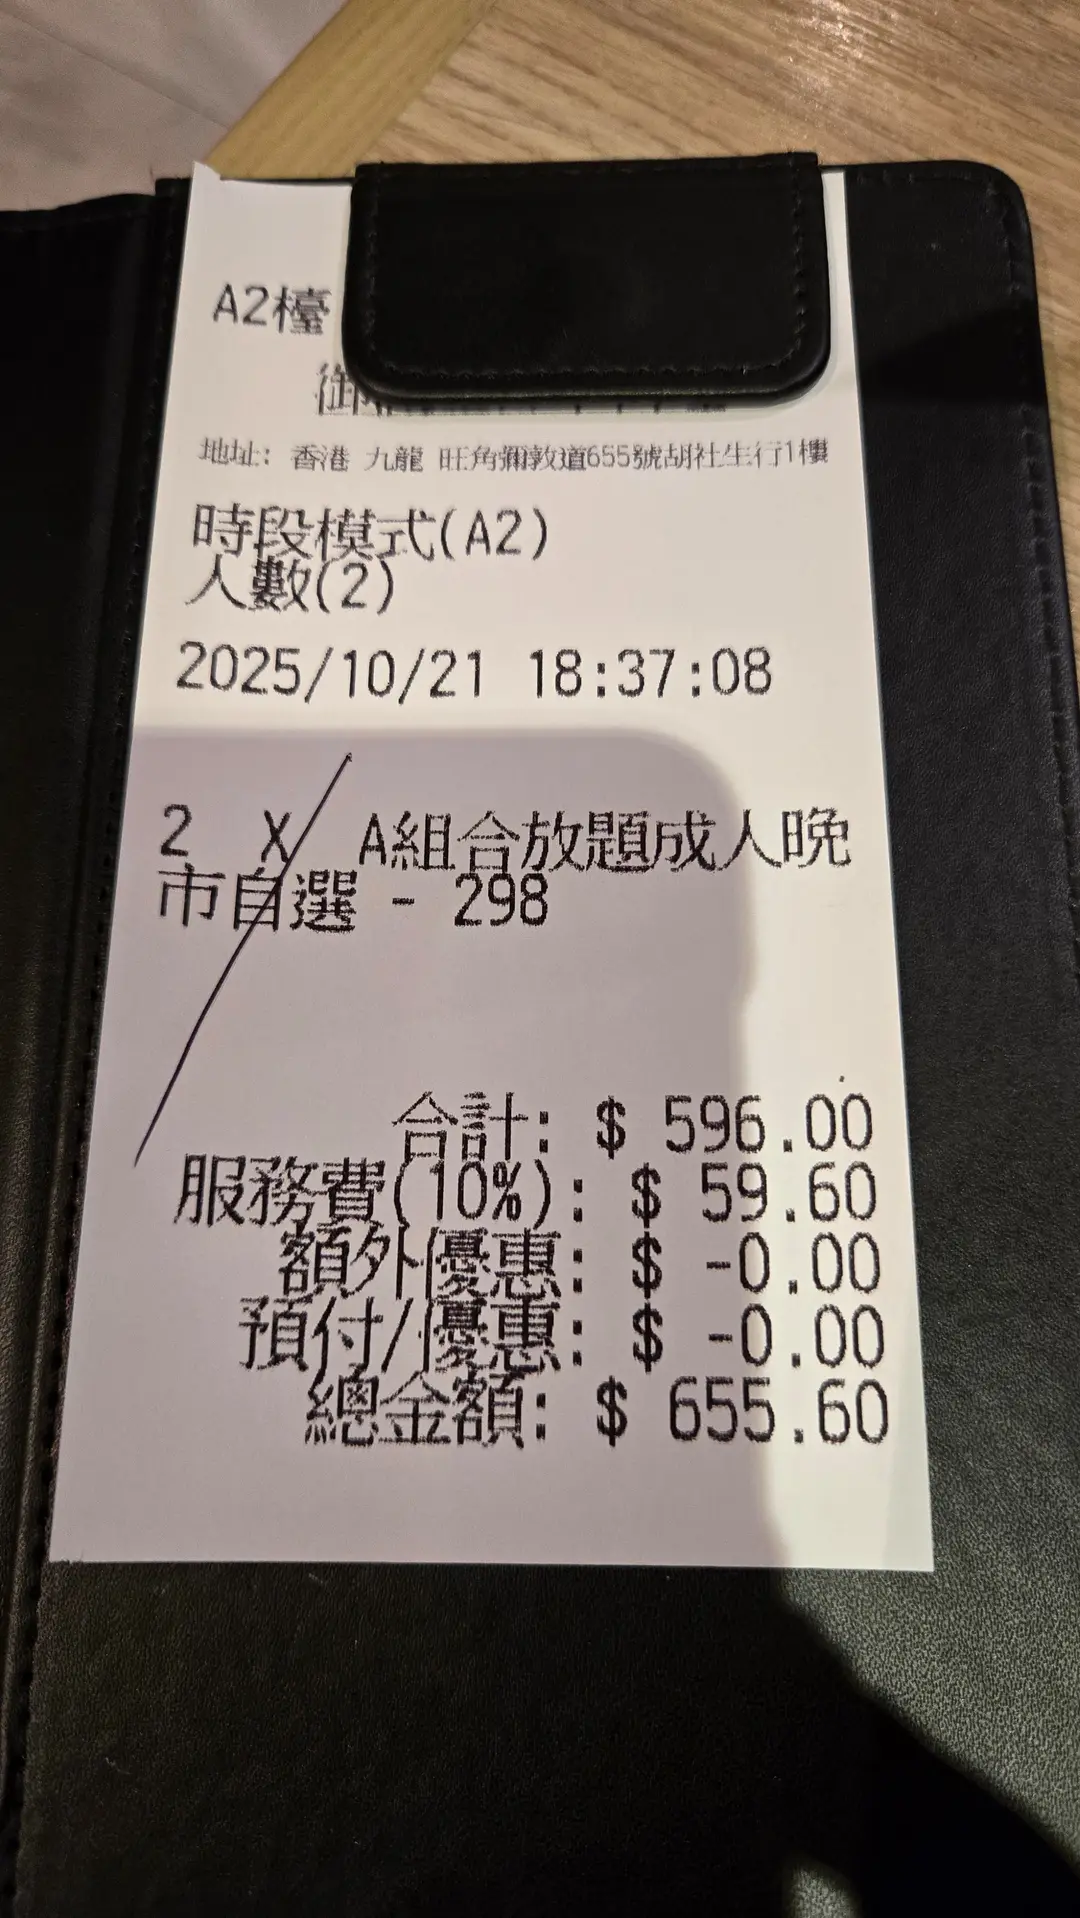 A2檯
御
地址: 香港 九龍 旺角彌敦道655號胡社生行1樓
時段模式(A2)
人數(2)
2025/10/21 18:37:08
2 X A組合放題成人晚
市自選 - 298
合計: $ 596.00
服務費(10%): $ 59.60
額外優惠: $ -0.00
預付/優惠: $ -0.00
總金額: $ 655.60